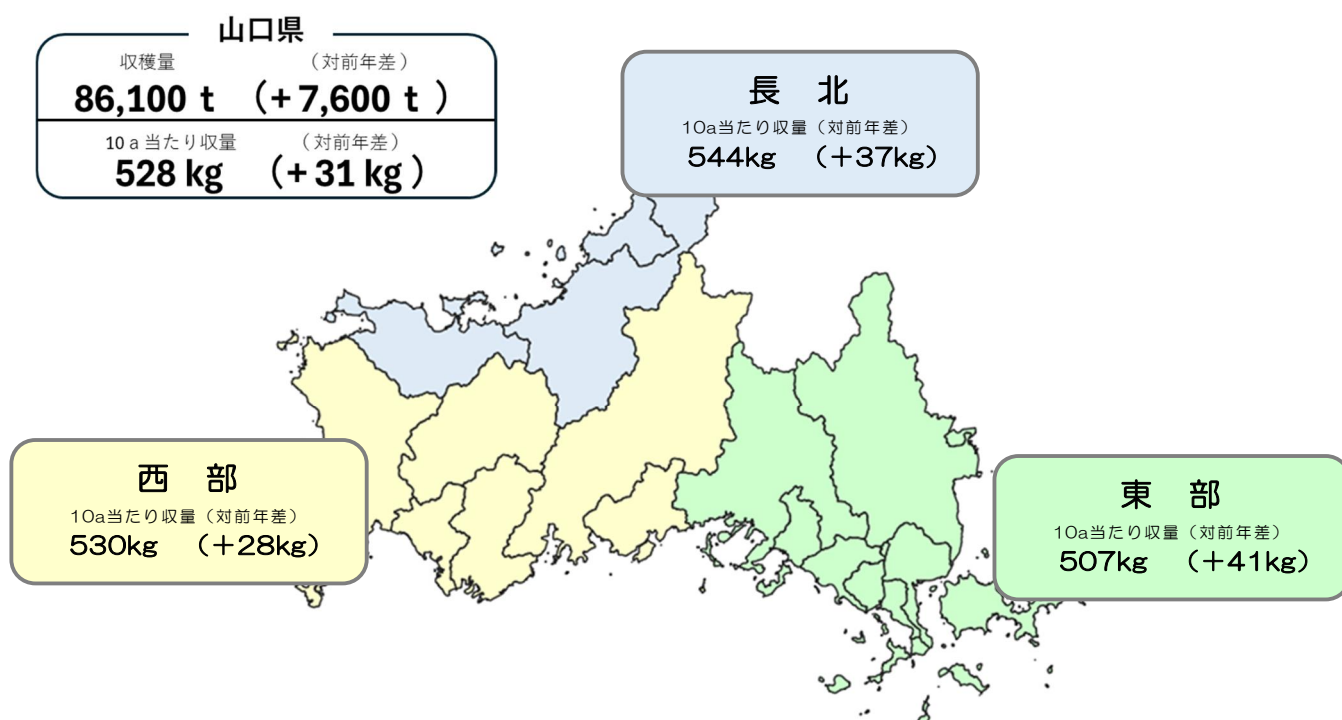 山口県
収穫量 (対前年差)
86,100 t (+7,600 t )
10 a 当たり収量 (対前年差)
528 kg (+31 kg )
長 北
10a当たり収量(対前年差)
544kg (+37kg)
西 部
10a当たり収量(対前年差)
530kg (+28kg)
東 部
10a当たり収量(対前年差)
507kg (+41kg)